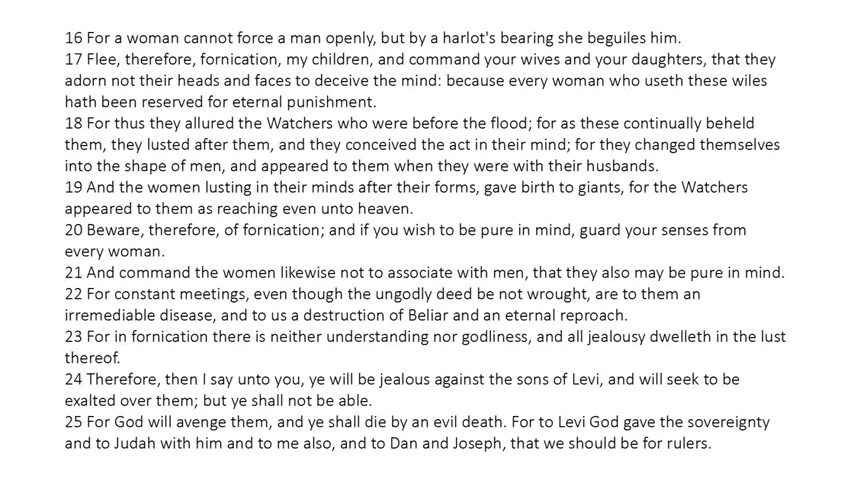 16 For a woman cannot force a man openly, but by a harlot's bearing she beguiles him.
17 Flee, therefore, fornication, my children, and command your wives and your daughters, that they
adorn not their heads and faces to deceive the mind: because every woman who useth these wiles
hath been reserved for eternal punishment.
18 For thus they allured the Watchers who were before the flood; for as these continually beheld
them, they lusted after them, and they conceived the act in their mind; for they changed themselves
into the shape of men, and appeared to them when they were with their husbands.
19 And the women lusting in their minds after their forms, gave birth to giants, for the Watchers
appeared to them as reaching even unto heaven.
20 Beware, therefore, of fornication; and if you wish to be pure in mind, guard your senses from
every woman.
21 And command the women likewise not to associate with men, that they also may be pure in mind.
22 For constant meetings, even though the ungodly deed be not wrought, are to them an
irremediable disease, and to us a destruction of Beliar and an eternal reproach.
23 For in fornication there is neither understanding nor godliness, and all jealousy dwelleth in the lust
thereof.
24 Therefore, then I say unto you, ye will be jealous against the sons of Levi, and will seek to be
exalted over them; but ye shall not be able.
25 For God will avenge them, and ye shall die by an evil death. For to Levi God gave the sovereignty
and to Judah with him and to me also, and to Dan and Joseph, that we should be for rulers.